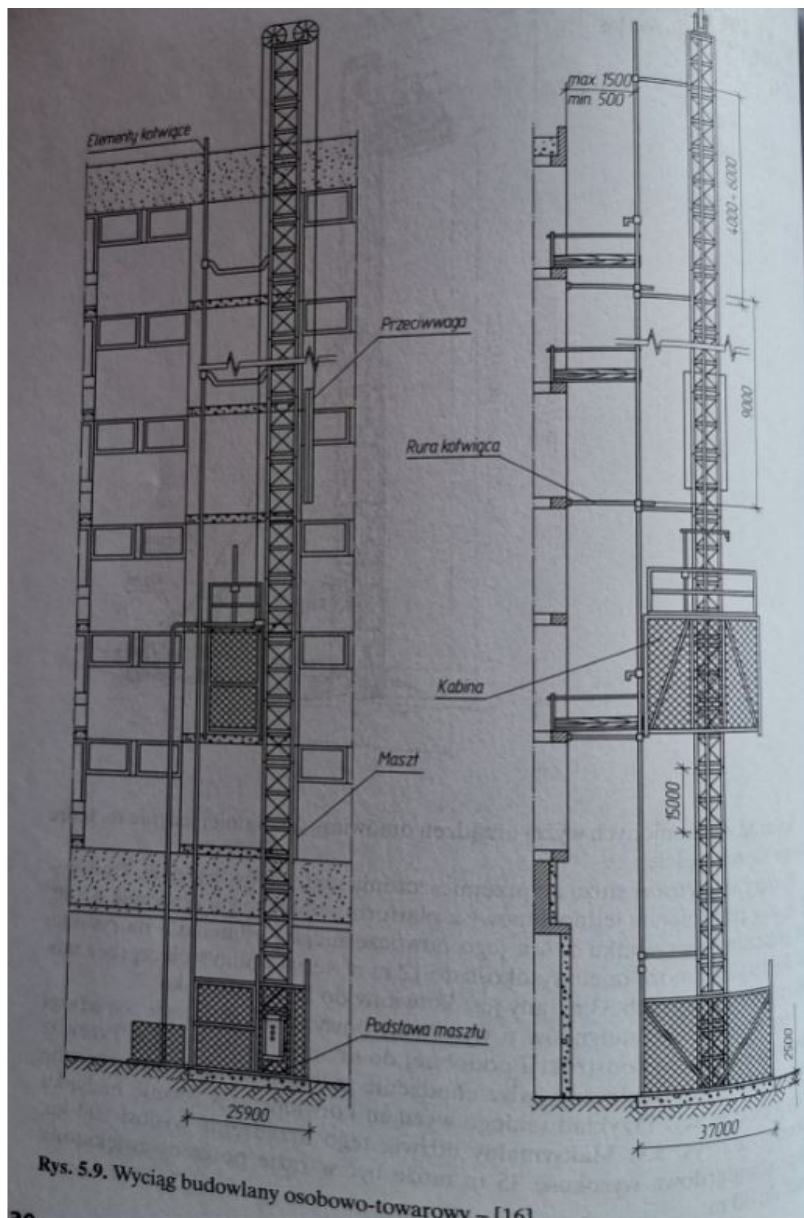 Elementy kotwiące
max. 1500
min. 500
4000 ÷ 6000
Przeciwwaga
9000
Rura kotwiąca
Kabina
Maszt
15000
Podstawa masztu
2500
25900
37000
Rys. 5.9. Wyciąg budowlany osobowo-towarowy – [16]